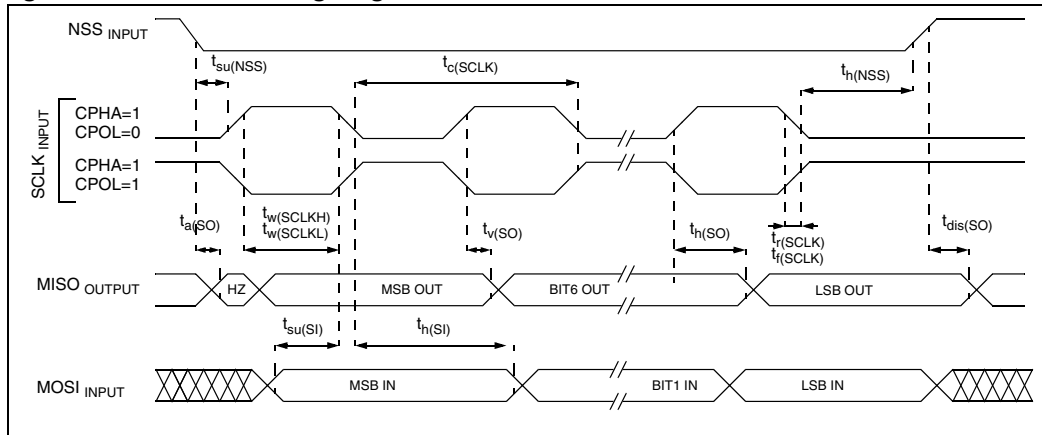 NSS INPUT
tsu(NSS)
tc(SCLK)
th(NSS)
SCLK INPUT
CPHA=1
CPOL=0
CPHA=1
CPOL=1
ta(SO)
tw(SCLKH)
tw(SCLKL)
tv(SO)
th(SO)
tr(SCLK)
tf(SCLK)
tdis(SO)
MISO OUTPUT
HZ
MSB OUT
BIT6 OUT
LSB OUT
tsu(SI)
th(SI)
MOSI INPUT
MSB IN
BIT1 IN
LSB IN